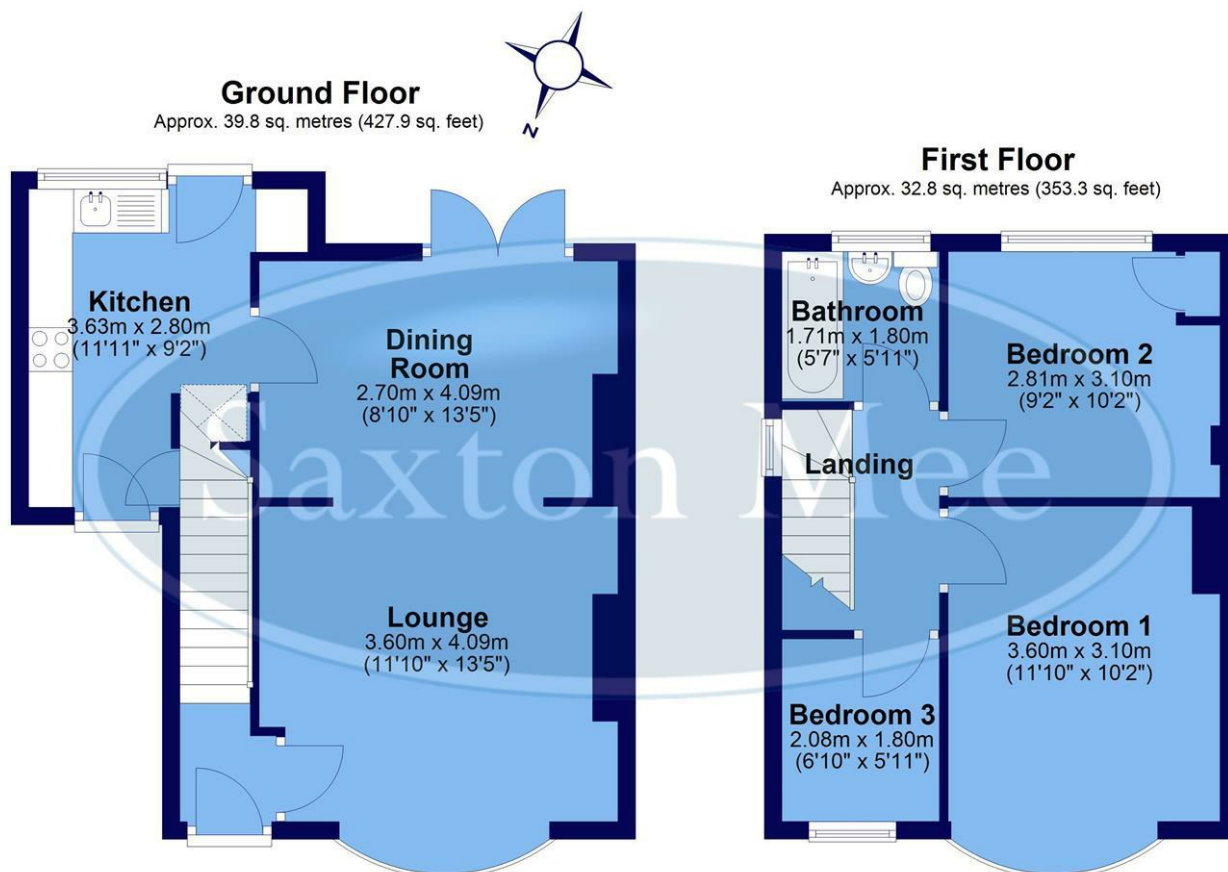 Ground Floor
Approx. 39.8 sq. metres (427.9 sq. feet)
N
First Floor
Approx. 32.8 sq. metres (353.3 sq. feet)
Kitchen
3.63m x 2.80m
(11'11" x 9'2")
Dining
Room
2.70m x 4.09m
(8'10" x 13'5")
Lounge
3.60m x 4.09m
(11'10" x 13'5")
Bathroom
1.71m x 1.80m
(5'7" x 5'11")
Bedroom 2
2.81m x 3.10m
(9'2" x 10'2")
Landing
Bedroom 1
3.60m x 3.10m
(11'10" x 10'2")
Bedroom 3
2.08m x 1.80m
(6'10" x 5'11")
Saxton Mee